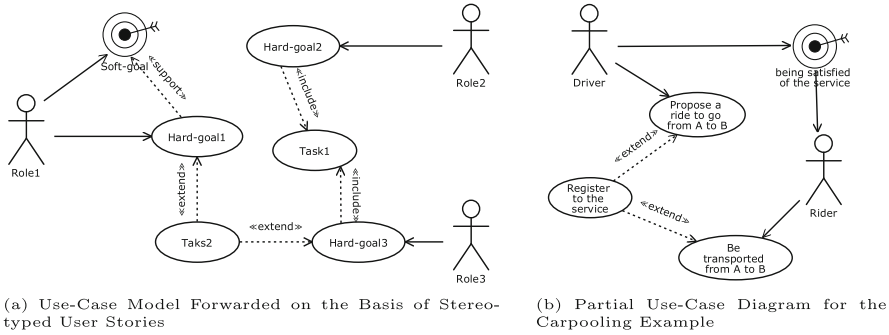 Soft-goal
≪support≫
Role1
Hard-goal1
≪extend≫
Taks2
≪extend≫
Hard-goal2
≪include≫
Task1
≪include≫
Hard-goal3
Role2
Role3
(a) Use-Case Model Forwarded on the Basis of Stereo-
typed User Stories
Driver
being satisfied
of the service
Propose a
ride to go
from A to B
≪extend≫
Register
to the
service
≪extend≫
Rider
Be
transported
from A to B
(b) Partial Use-Case Diagram for the
Carpooling Example